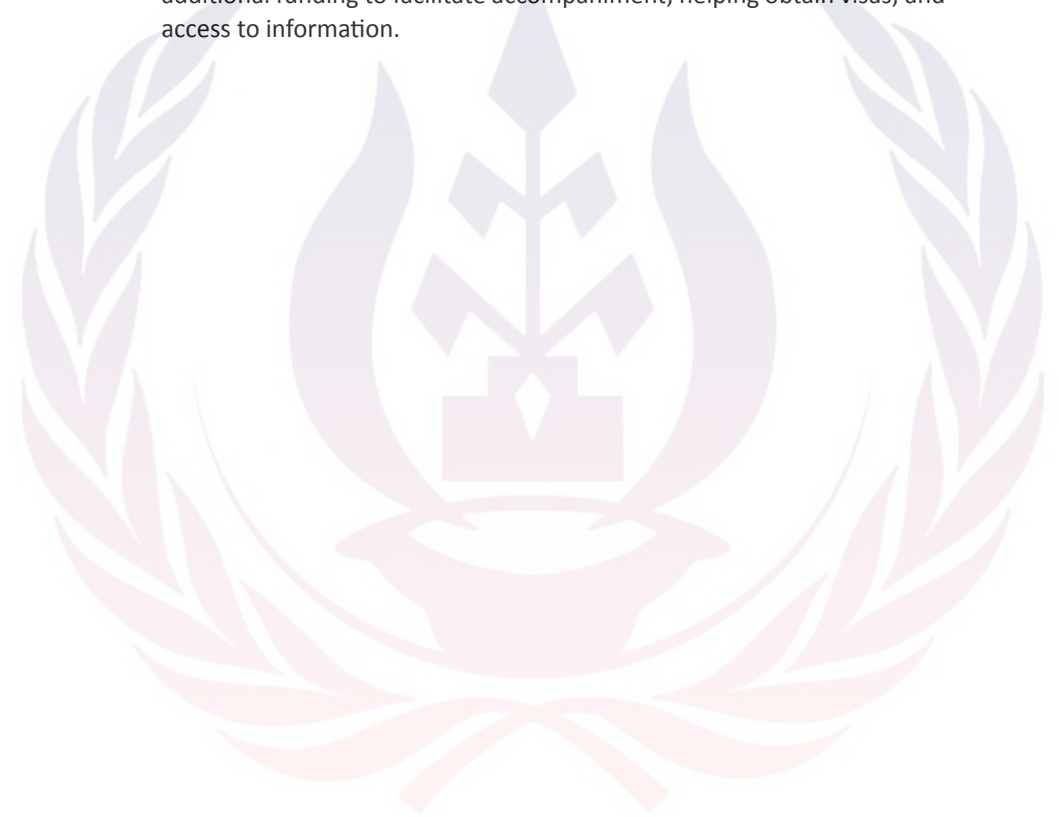 additional funding to facilitate accompaniment, helping obtain visas, and
access to information.